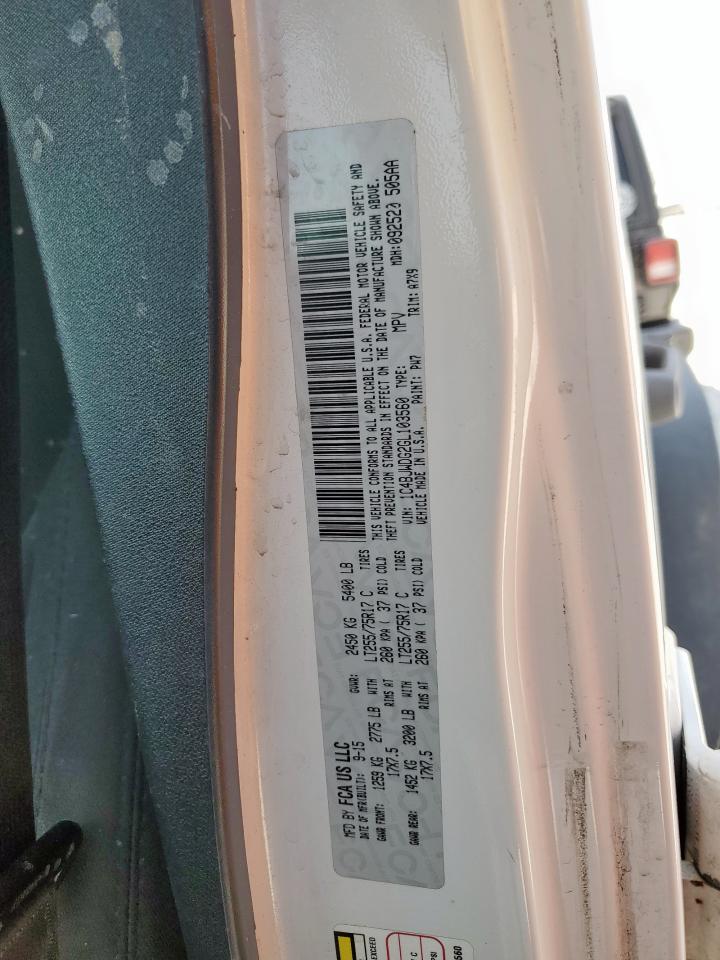 MFD BY FCA US LLC
DATE OF MFR(BUILT): 9-15 GVWR: 2450 KG 5400 LB
GAWR FRONT: 1259 KG 2775 LB WITH LT255/75R17 C TIRES
17X7.5 RIMS AT 260 KPA ( 37 PSI) COLD
GAWR REAR: 1452 KG 3200 LB WITH LT255/75R17 C TIRES
17X7.5 RIMS AT 260 KPA ( 37 PSI) COLD
THIS VEHICLE CONFORMS TO ALL APPLICABLE U.S.A. FEDERAL MOTOR VEHICLE SAFETY AND
THEFT PREVENTION STANDARDS IN EFFECT ON THE DATE OF MANUFACTURE SHOWN ABOVE.
VIN: 1C4BJWDG2GL103560 TYPE: MPV MDH:092520 505AA
VEHICLE MADE IN U.S.A. PAINT: PW7 TRIM: A7X9
EXCEED
C
PSI
560